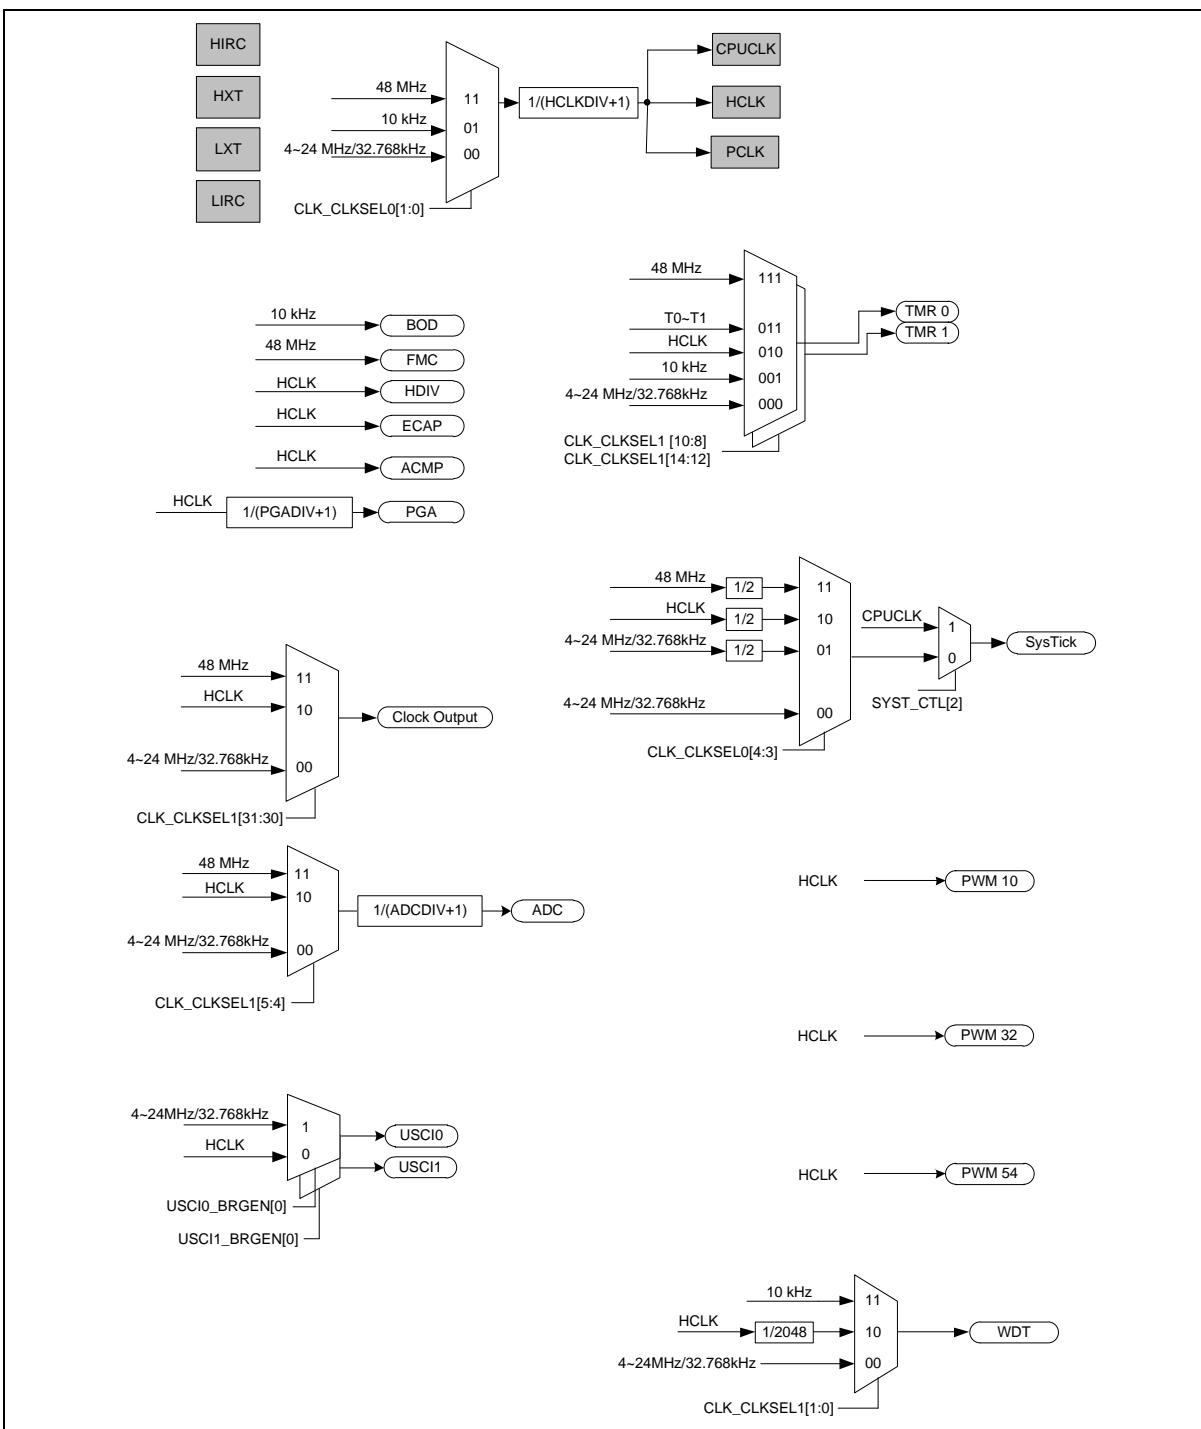 HIRC
HXT
LXT
LIRC
48 MHz
10 kHz
4~24 MHz/32.768kHz
11
01
00
CLK_CLKSEL0[1:0]
1/(HCLKDIV+1)
CPUCLK
HCLK
PCLK
48 MHz
T0~T1
HCLK
10 kHz
4~24 MHz/32.768kHz
111
011
010
001
000
CLK_CLKSEL1 [10:8]
CLK_CLKSEL1[14:12]
TMR 0
TMR 1
10 kHz
BOD
48 MHz
FMC
HCLK
HDIV
HCLK
ECAP
HCLK
ACMP
HCLK
1/(PGADIV+1)
PGA
48 MHz
1/2
11
HCLK
1/2
10
4~24 MHz/32.768kHz
1/2
01
4~24 MHz/32.768kHz
00
CLK_CLKSEL0[4:3]
CPUCLK
1
0
SYST_CTL[2]
SysTick
48 MHz
11
HCLK
10
4~24 MHz/32.768kHz
00
CLK_CLKSEL1[31:30]
Clock Output
48 MHz
11
HCLK
10
4~24 MHz/32.768kHz
00
CLK_CLKSEL1[5:4]
1/(ADCDIV+1)
ADC
HCLK
PWM 10
HCLK
PWM 32
HCLK
PWM 54
4~24MHz/32.768kHz
1
HCLK
0
USCI0_BRGEN[0]
USCI1_BRGEN[0]
USCI0
USCI1
10 kHz
11
HCLK
1/2048
10
4~24MHz/32.768kHz
00
CLK_CLKSEL1[1:0]
WDT